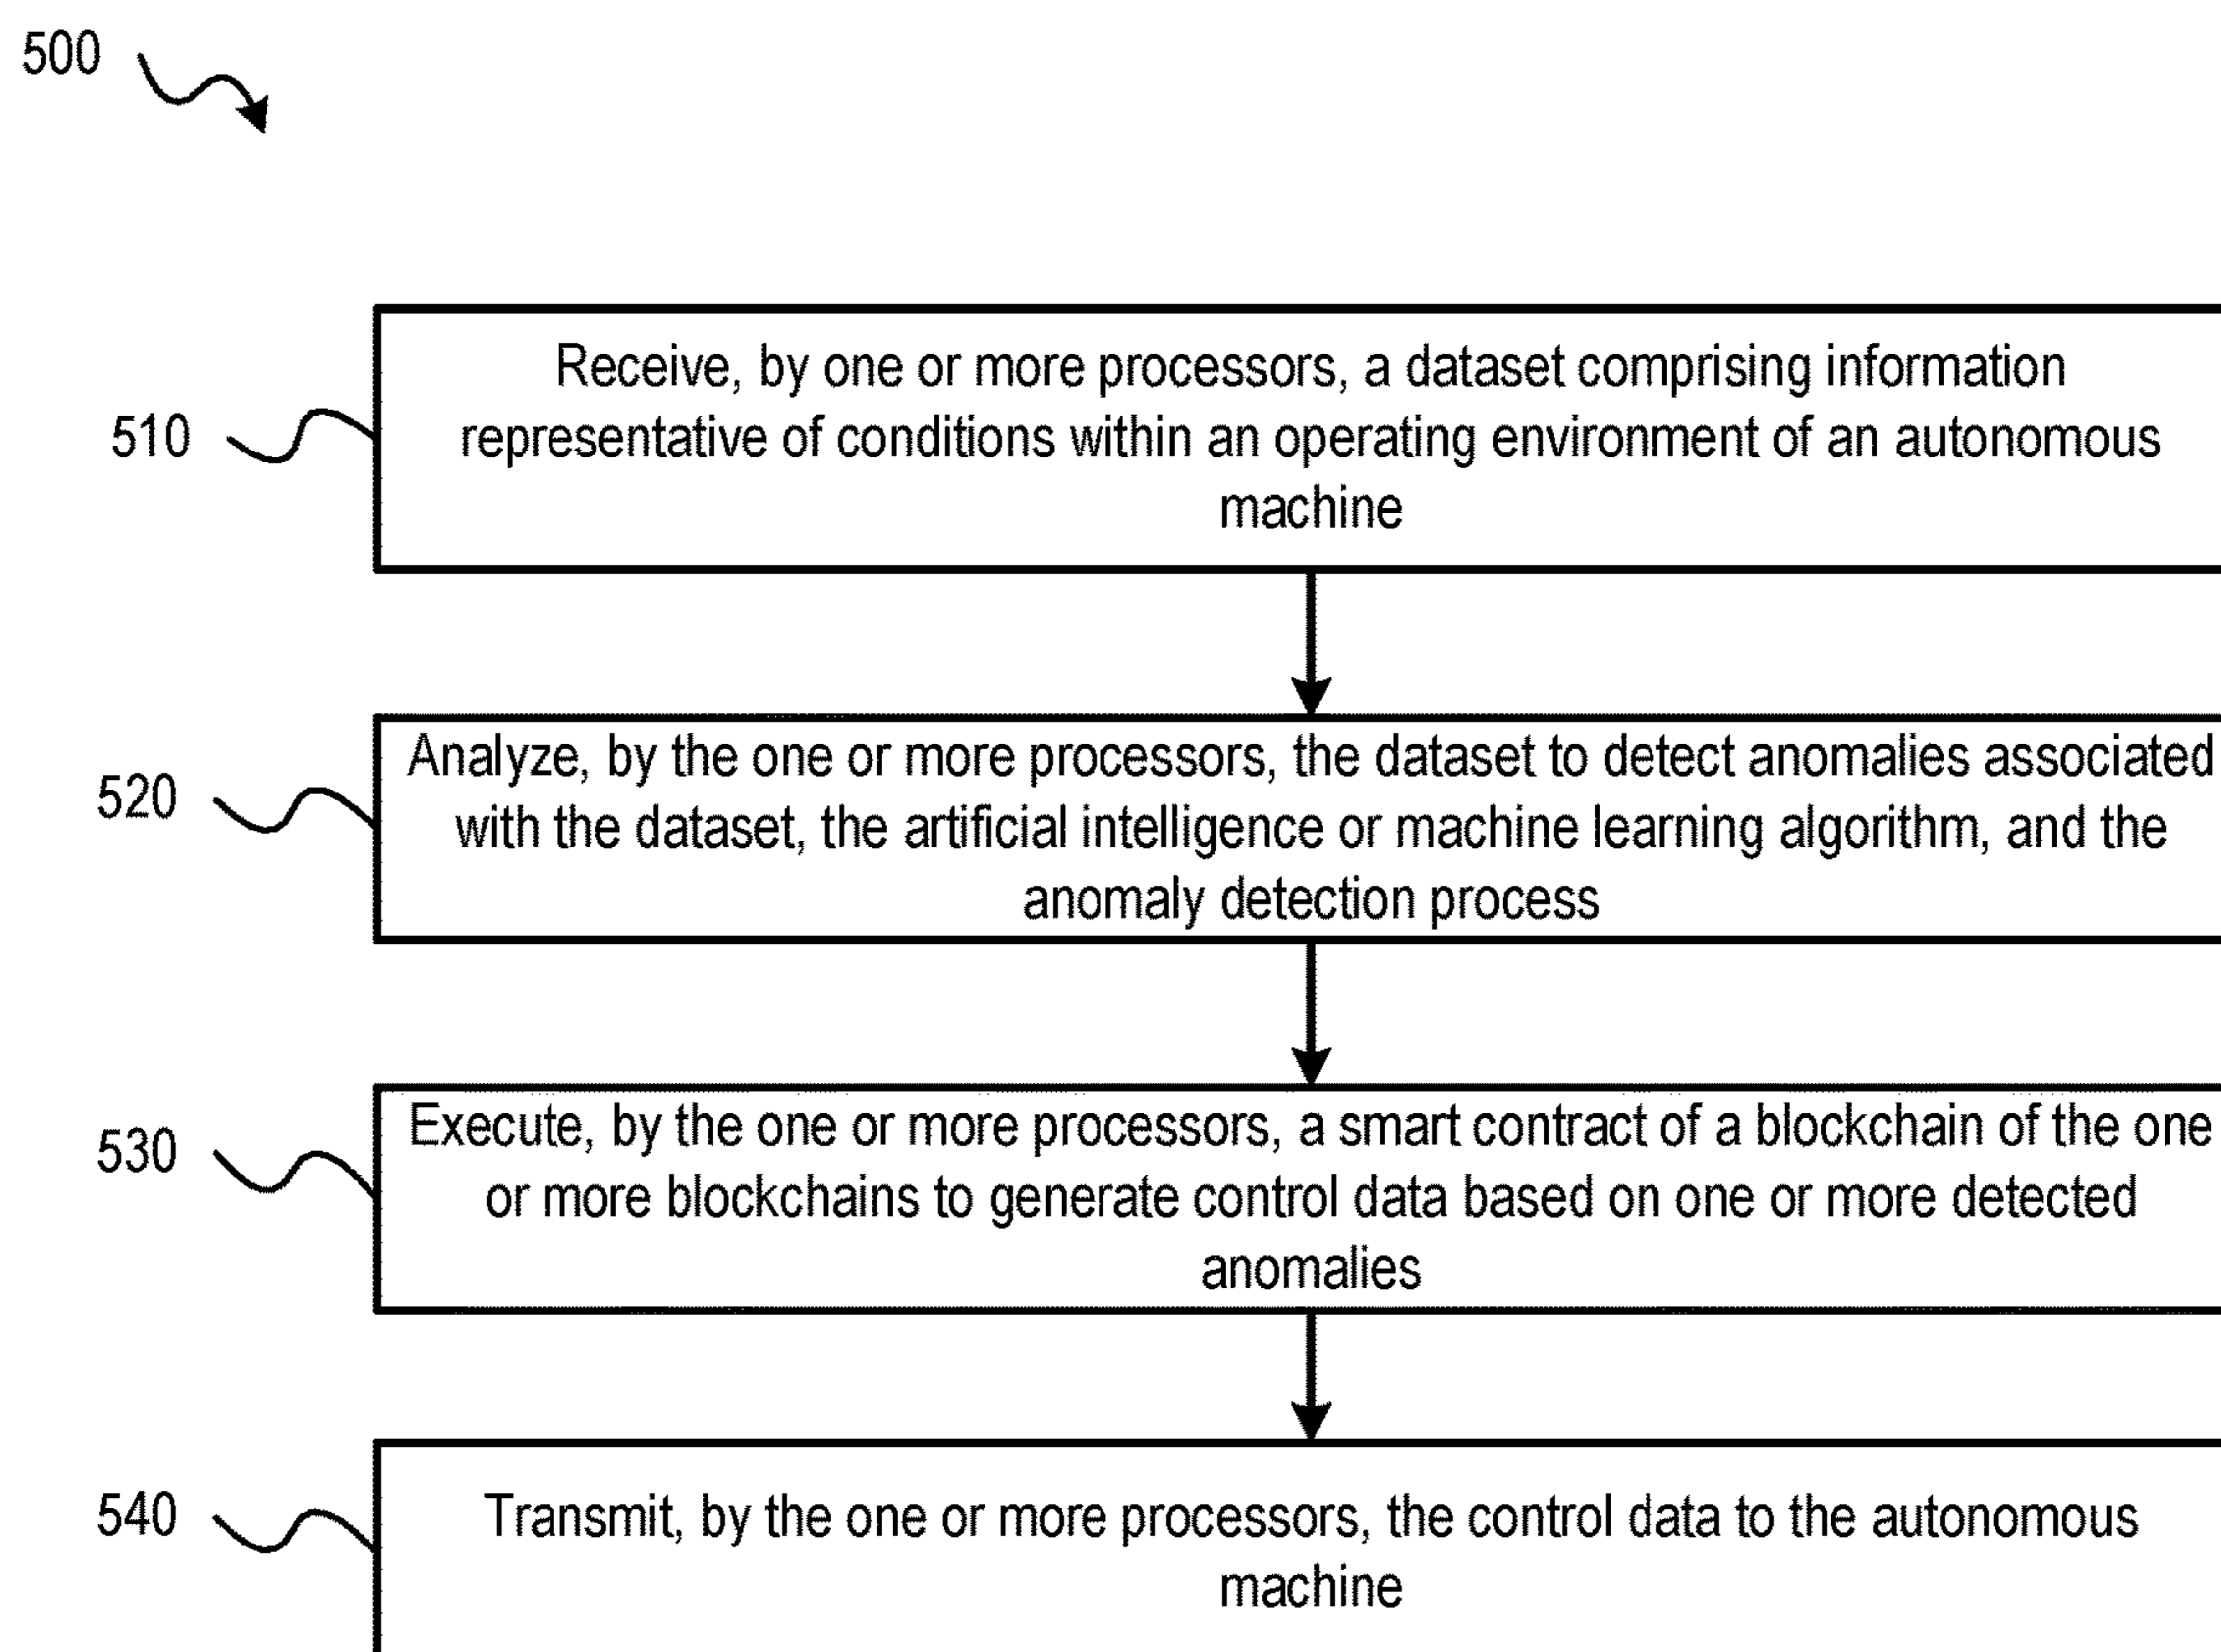 500
510
Receive, by one or more processors, a dataset comprising information
representative of conditions within an operating environment of an autonomous
machine
520
Analyze, by the one or more processors, the dataset to detect anomalies associated
with the dataset, the artificial intelligence or machine learning algorithm, and the
anomaly detection process
530
Execute, by the one or more processors, a smart contract of a blockchain of the one
or more blockchains to generate control data based on one or more detected
anomalies
540
Transmit, by the one or more processors, the control data to the autonomous
machine